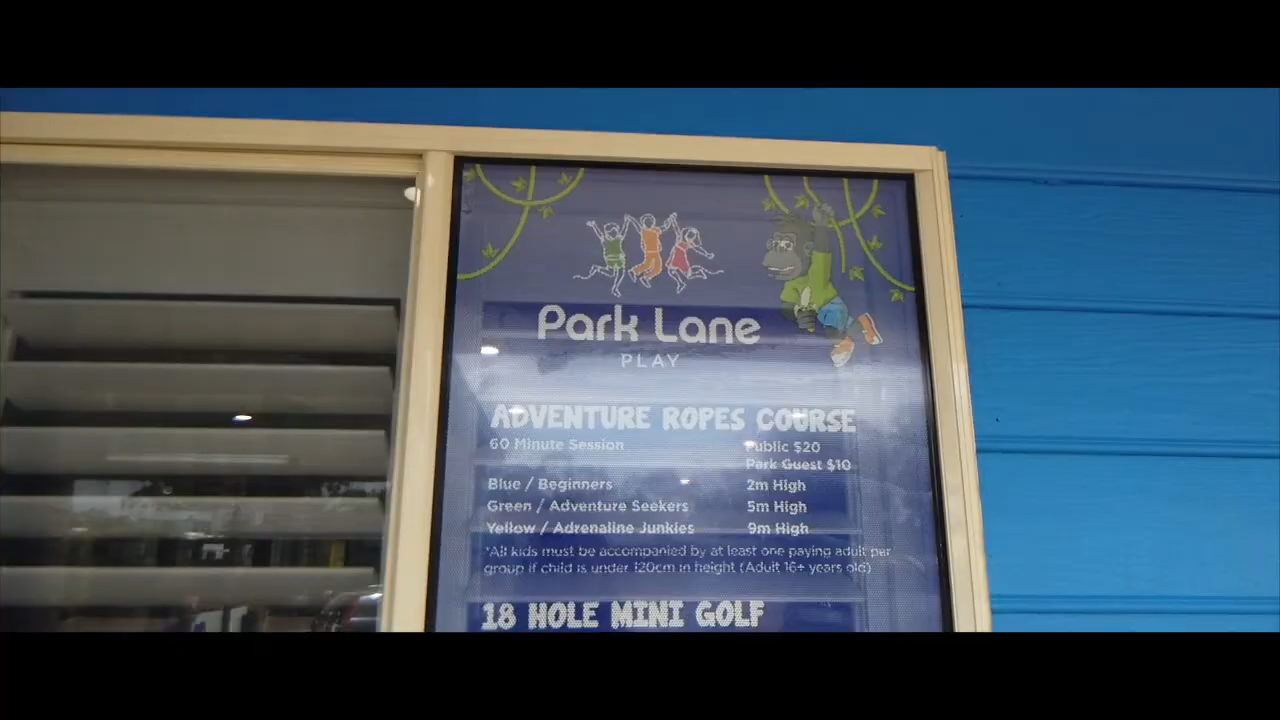 Park Lane
PLAY
ADVENTURE ROPES COURSE
60 Minute Session Public $20
Park Guest $10
Blue / Beginners 2m High
Green / Adventure Seekers 5m High
Yellow / Adrenaline Junkies 9m High
*All kids must be accompanied by at least one paying adult per
group if child is under 120cm in height (Adult 16+ years old)
18 HOLE MINI GOLF